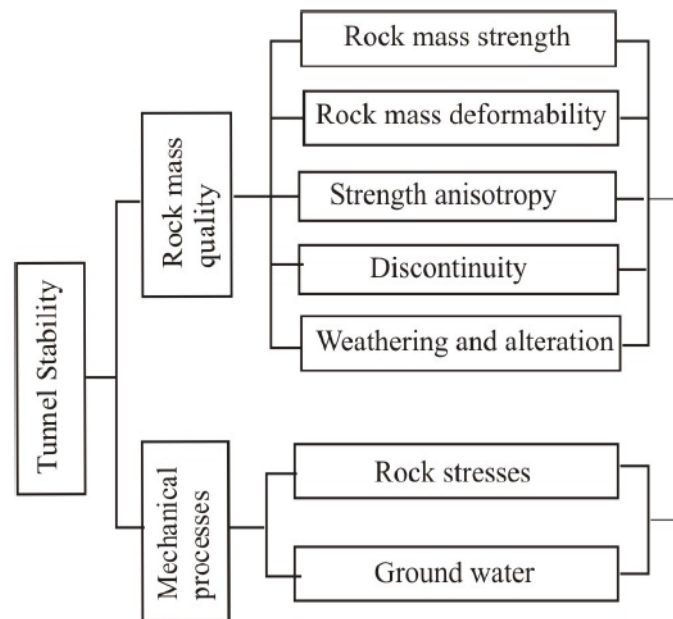 Tunnel Stability
Rock mass
quality
Rock mass strength
Rock mass deformability
Strength anisotropy
Discontinuity
Weathering and alteration
Mechanical
processes
Rock stresses
Ground water